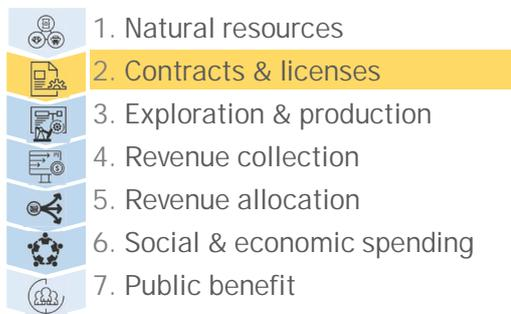 1. Natural resources
2. Contracts & licenses
3. Exploration & production
4. Revenue collection
5. Revenue allocation
6. Social & economic spending
7. Public benefit